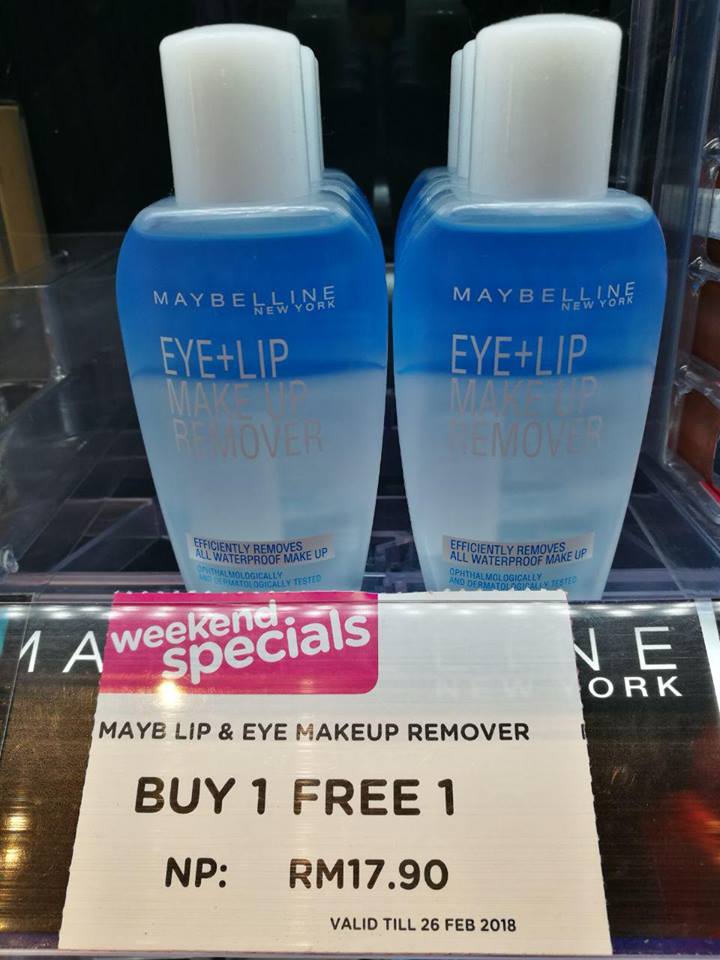 MAYBELLINE
NEW YORK
EYE+LIP
MAKE UP
REMOVER
EFFICIENTLY REMOVES
ALL WATERPROOF MAKE UP
OPHTHALMOLOGICALLY
AND DERMATOLOGICALLY TESTED
MAYBELLINE
NEW YORK
EYE+LIP
MAKE UP
REMOVER
EFFICIENTLY REMOVES
ALL WATERPROOF MAKE UP
OPHTHALMOLOGICALLY
AND DERMATOLOGICALLY TESTED
weekend
specials
MAYB LIP & EYE MAKEUP REMOVER
BUY 1 FREE 1
NP: RM17.90
VALID TILL 26 FEB 2018
NEW YORK